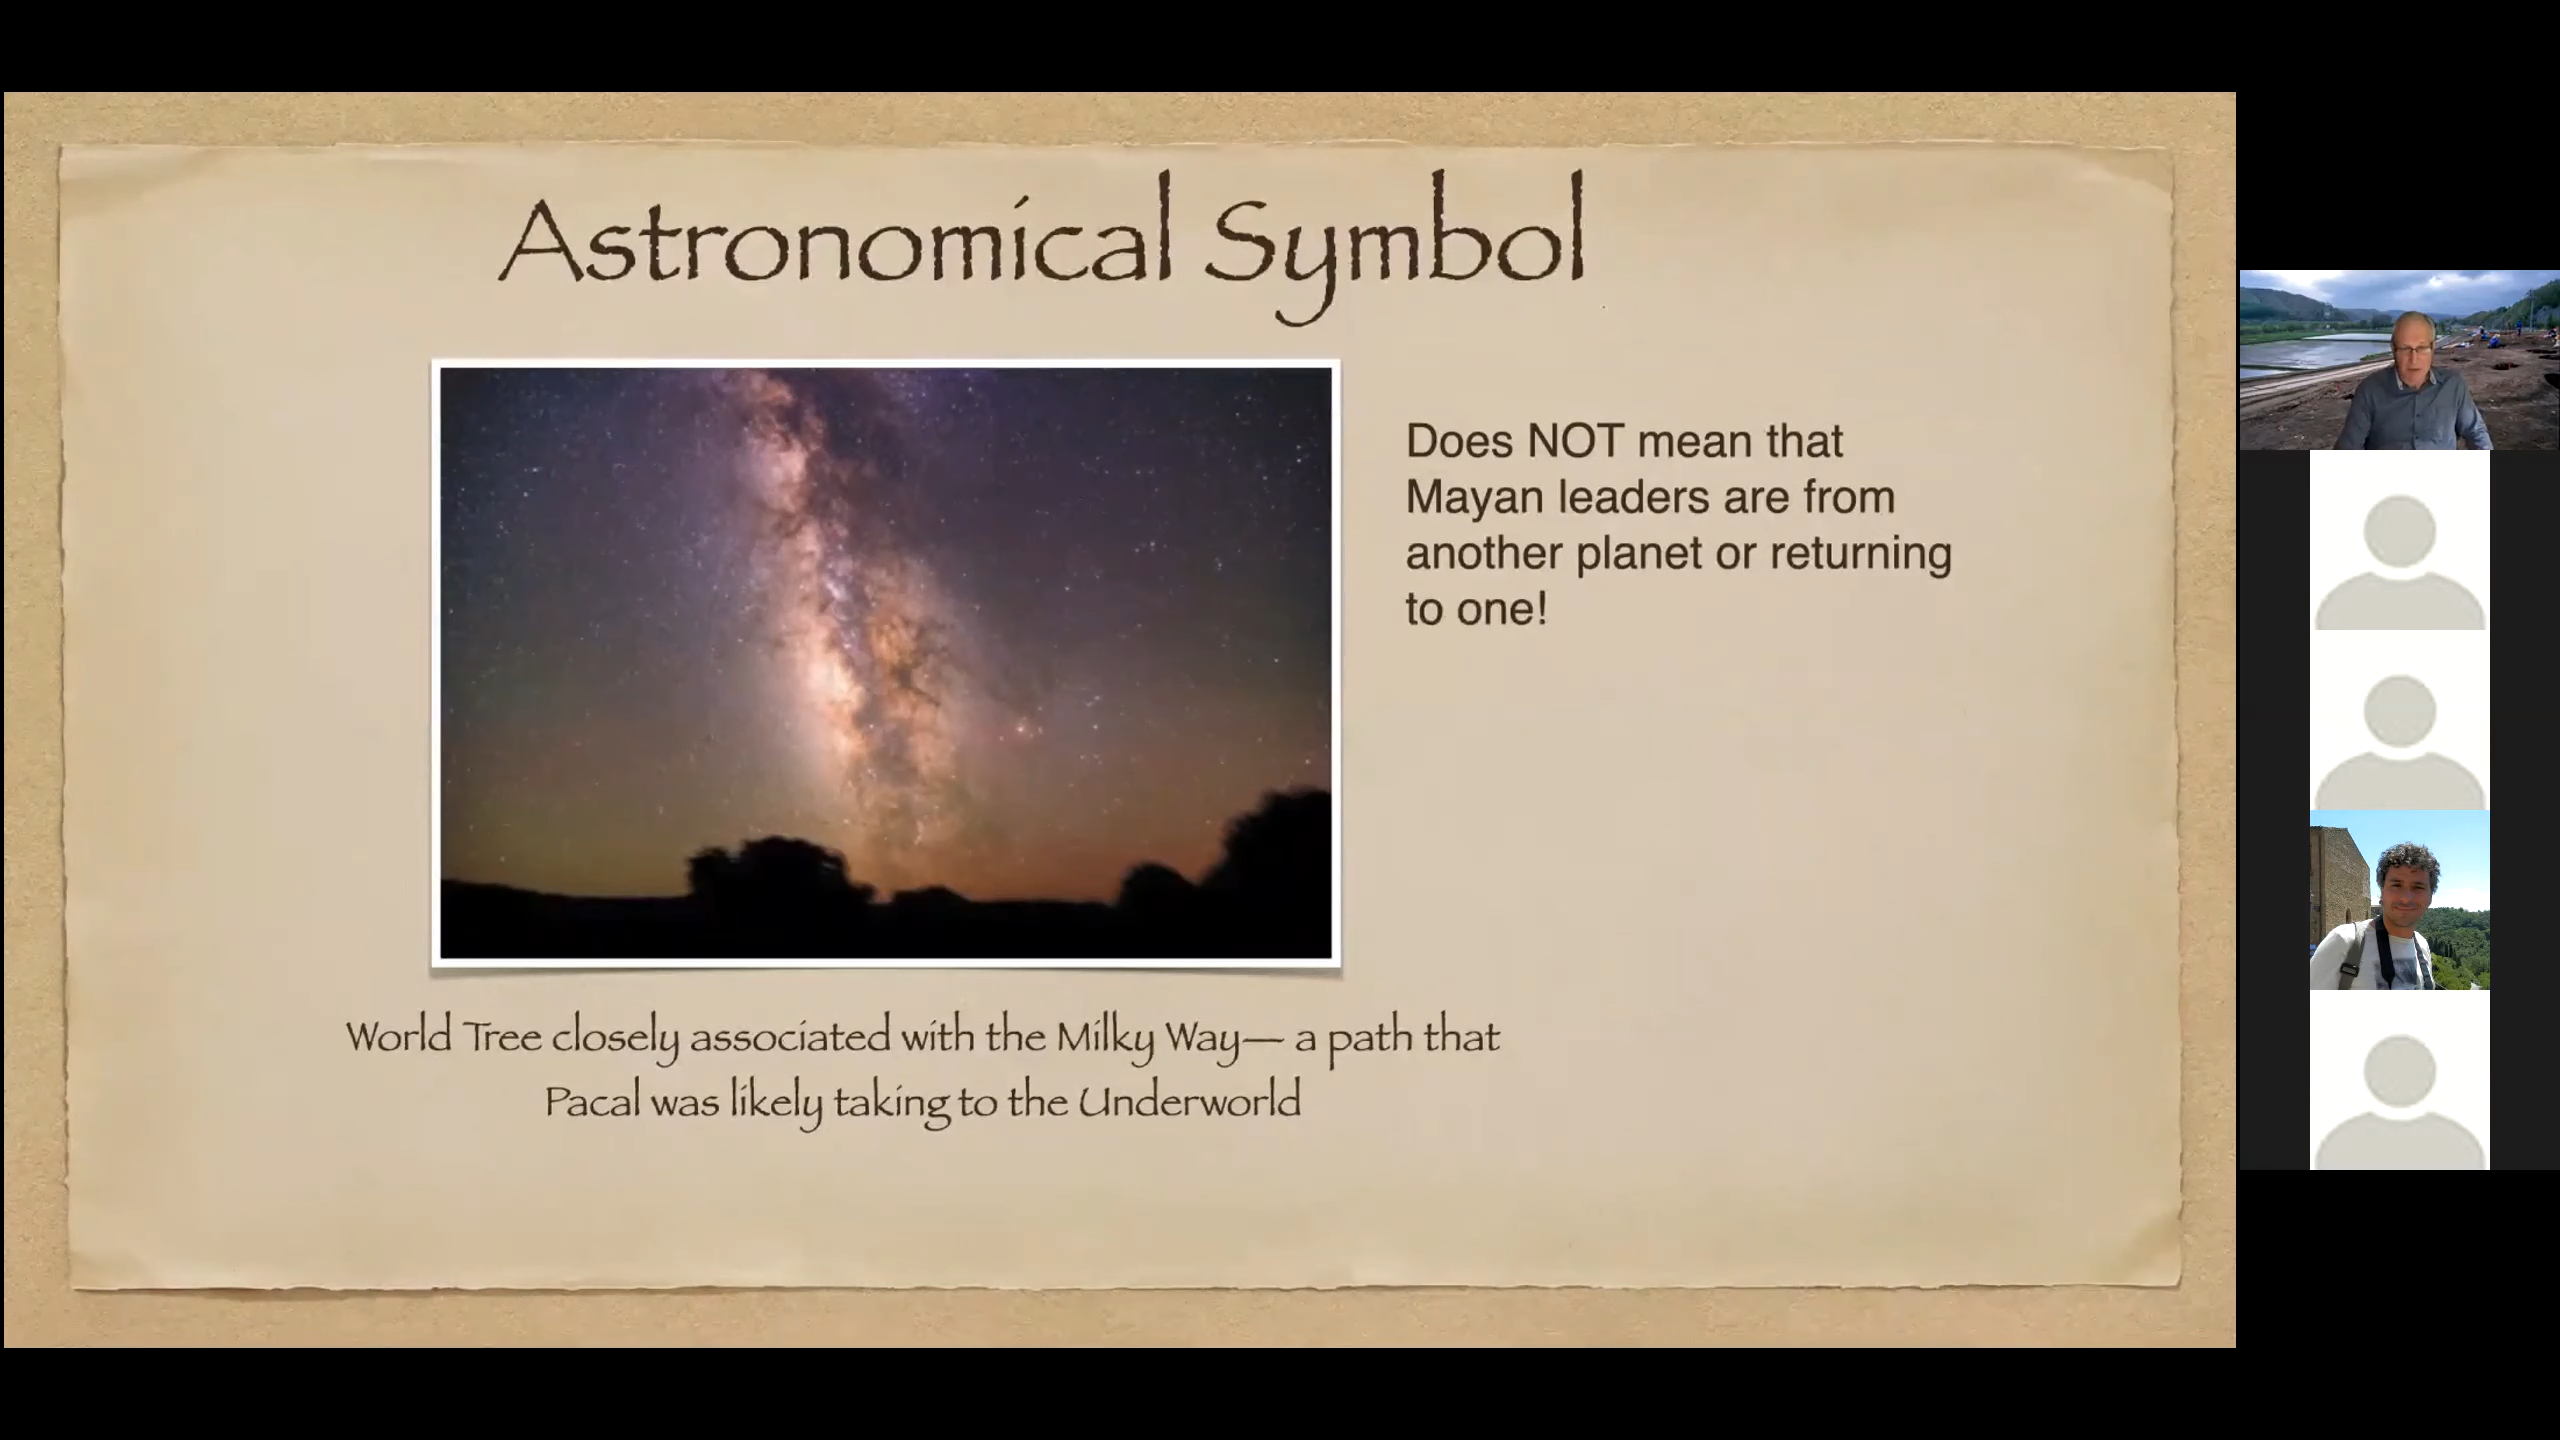 Astronomical Symbol
Does NOT mean that
Mayan leaders are from
another planet or returning
to one!
World Tree closely associated with the Milky Way— a path that
Pacal was likely taking to the Underworld